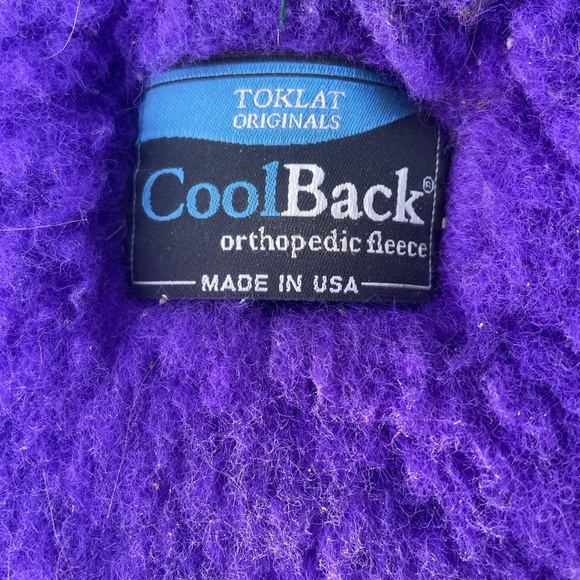 TOKLAT
ORIGINALS
CoolBack®
orthopedic fleece
MADE IN USA